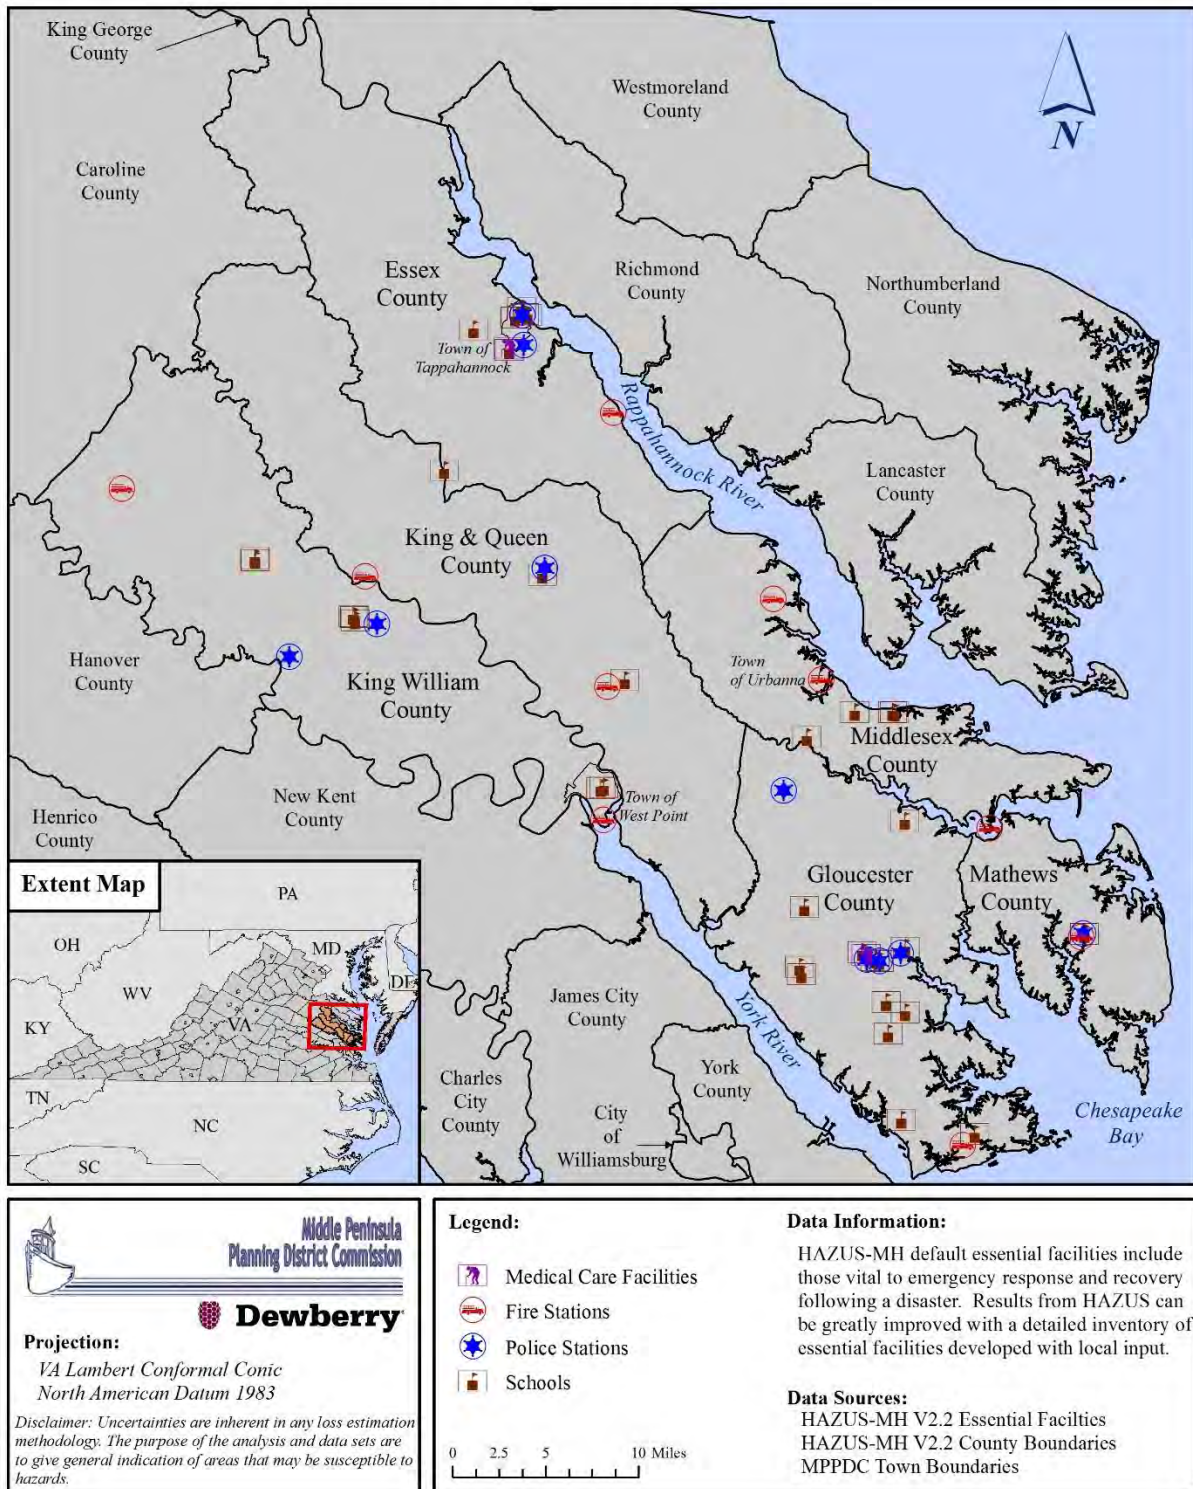 King George
County
Westmoreland
County
N
Caroline
County
Essex
County
Richmond
County
Northumberland
County
Town of
Tappahannock
Rappahannock River
Lancaster
County
King & Queen
County
Hanover
County
King William
County
Town
of Urbanna
Middlesex
County
New Kent
County
Henrico
County
Town of
West Point
Gloucester
County
Mathews
County
Extent Map
PA
OH
MD
DE
WV
KY
VA
TN
NC
SC
James City
County
York River
York
County
Charles
City
County
City
of
Williamsburg
Chesapeake
Bay
Middle Peninsula
Planning District Commission
Dewberry
Projection:
VA Lambert Conformal Conic
North American Datum 1983
Disclaimer: Uncertainties are inherent in any loss estimation
methodology. The purpose of the analysis and data sets are
to give general indication of areas that may be susceptible to
hazards.
Legend:
Medical Care Facilities
Fire Stations
Police Stations
Schools
0 2.5 5 10 Miles
Data Information:
HAZUS-MH default essential facilities include
those vital to emergency response and recovery
following a disaster. Results from HAZUS can
be greatly improved with a detailed inventory of
essential facilities developed with local input.
Data Sources:
HAZUS-MH V2.2 Essential Facilties
HAZUS-MH V2.2 County Boundaries
MPPDC Town Boundaries